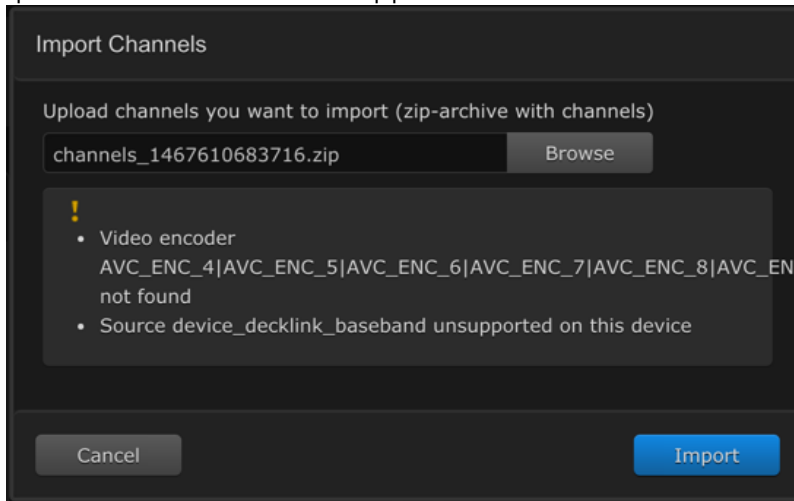 Import Channels
Upload channels you want to import (zip-archive with channels)
channels_1467610683716.zip
Browse
!
• Video encoder
AVC_ENC_4|AVC_ENC_5|AVC_ENC_6|AVC_ENC_7|AVC_ENC_8|AVC_EN
not found
• Source device_decklink_baseband unsupported on this device
Cancel
Import